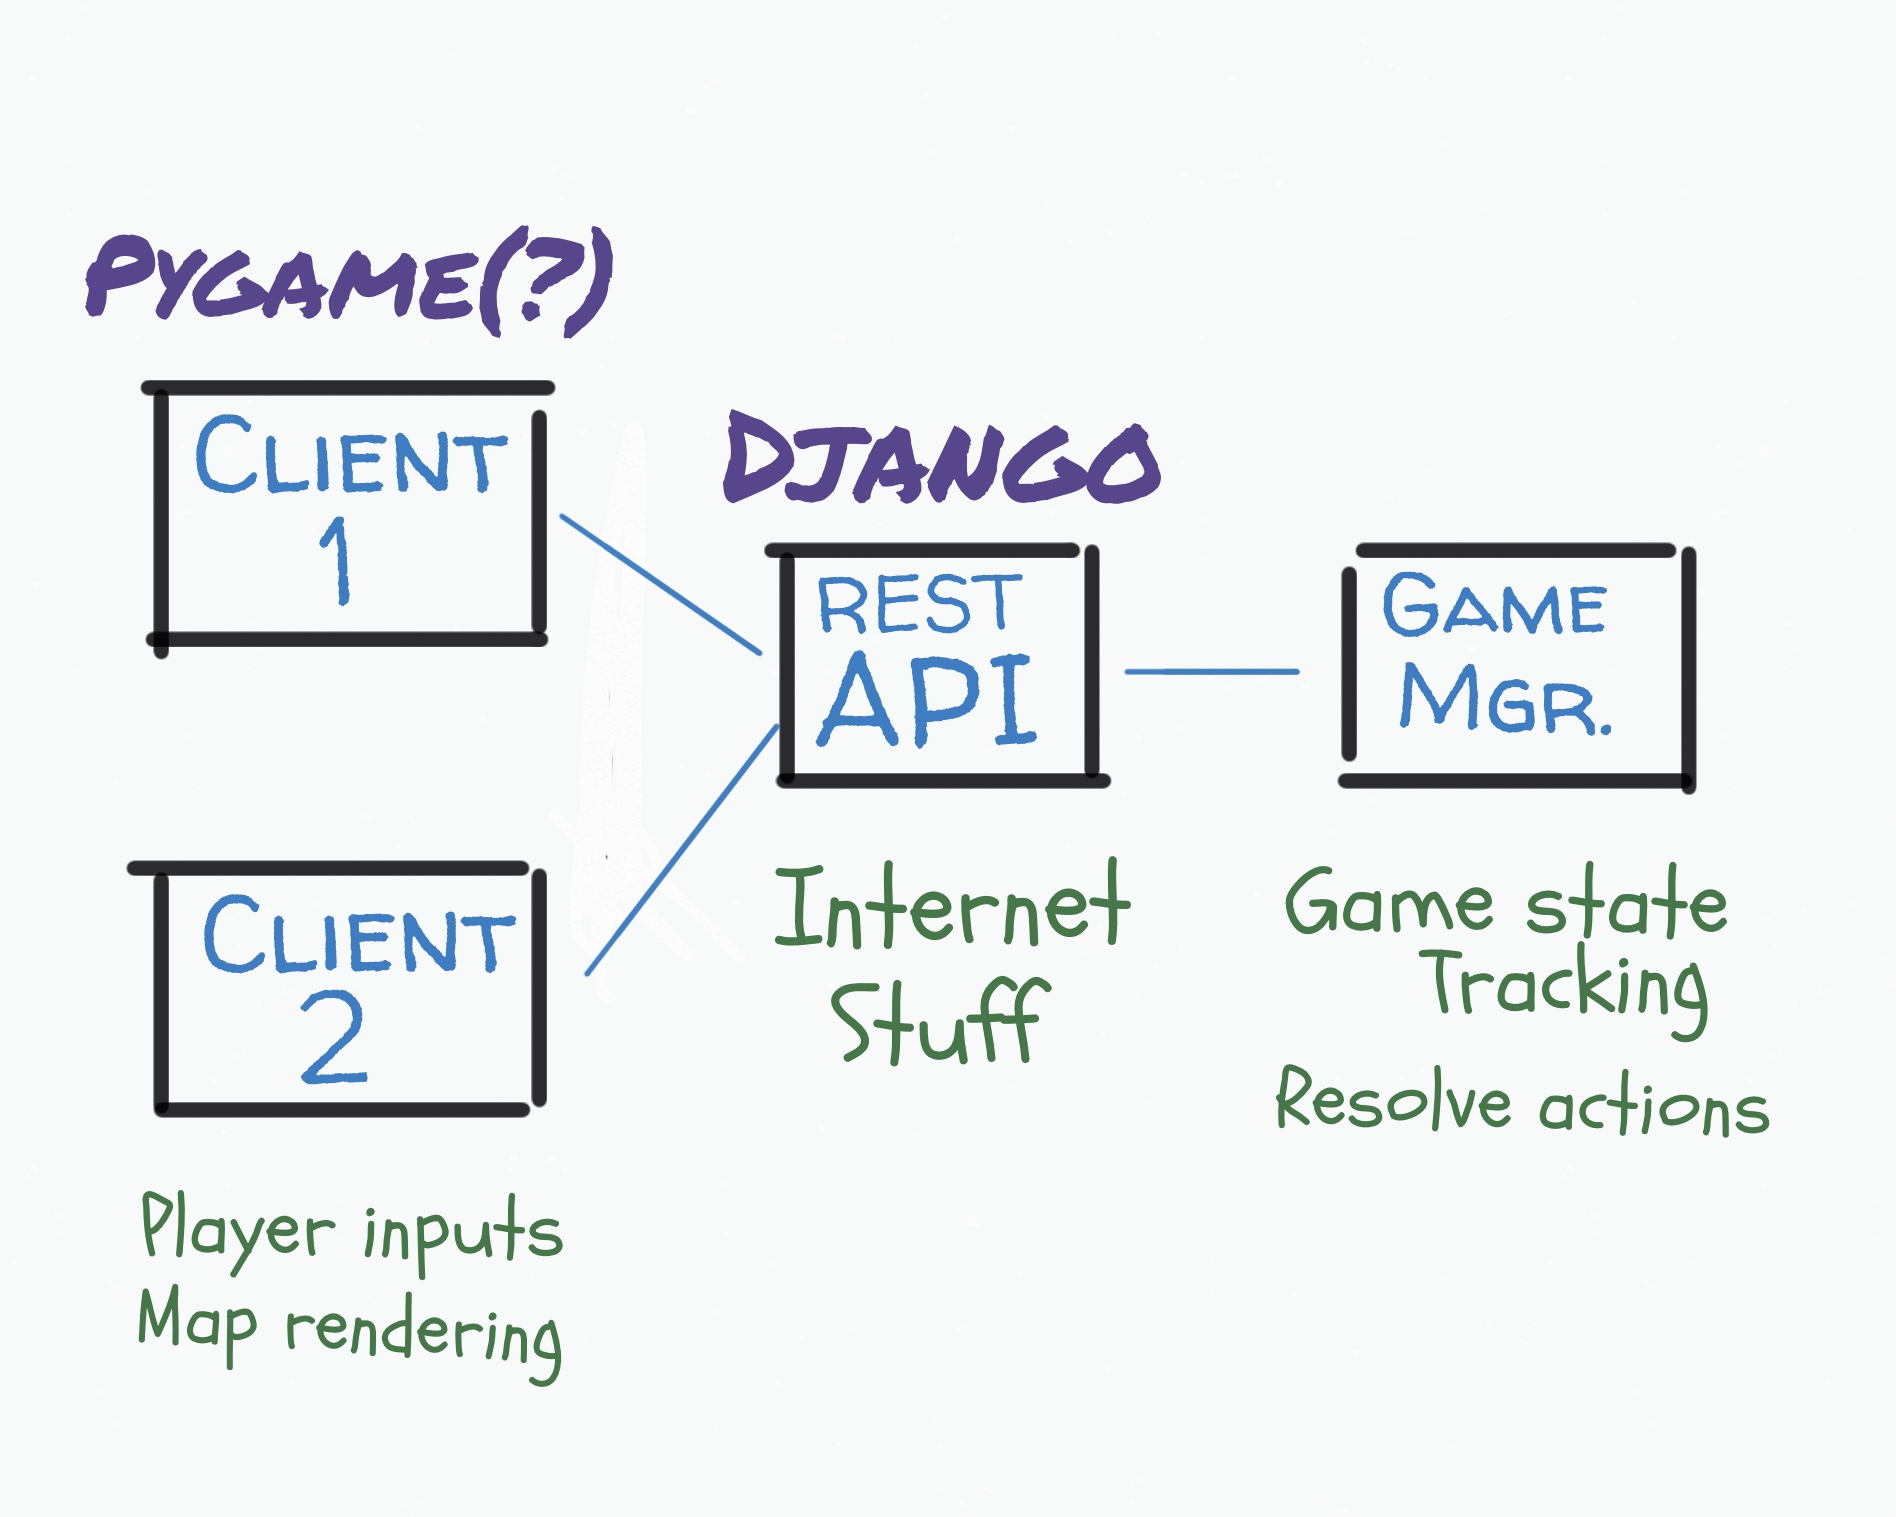 PYGAME(?)
CLIENT
1
DJANGO
REST
API
GAME
MGR.
CLIENT
2
Internet
Stuff
Game state
Tracking
Resolve actions
Player inputs
Map rendering